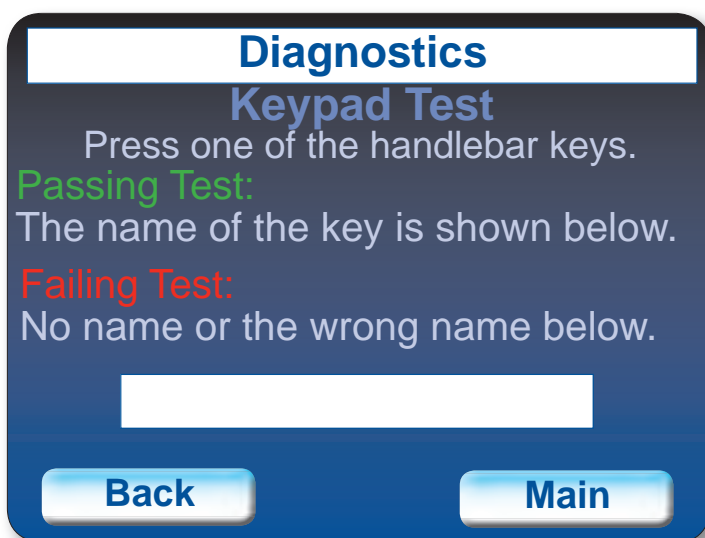 Diagnostics
Keypad Test
Press one of the handlebar keys.
Passing Test:
The name of the key is shown below.
Failing Test:
No name or the wrong name below.
Back
Main